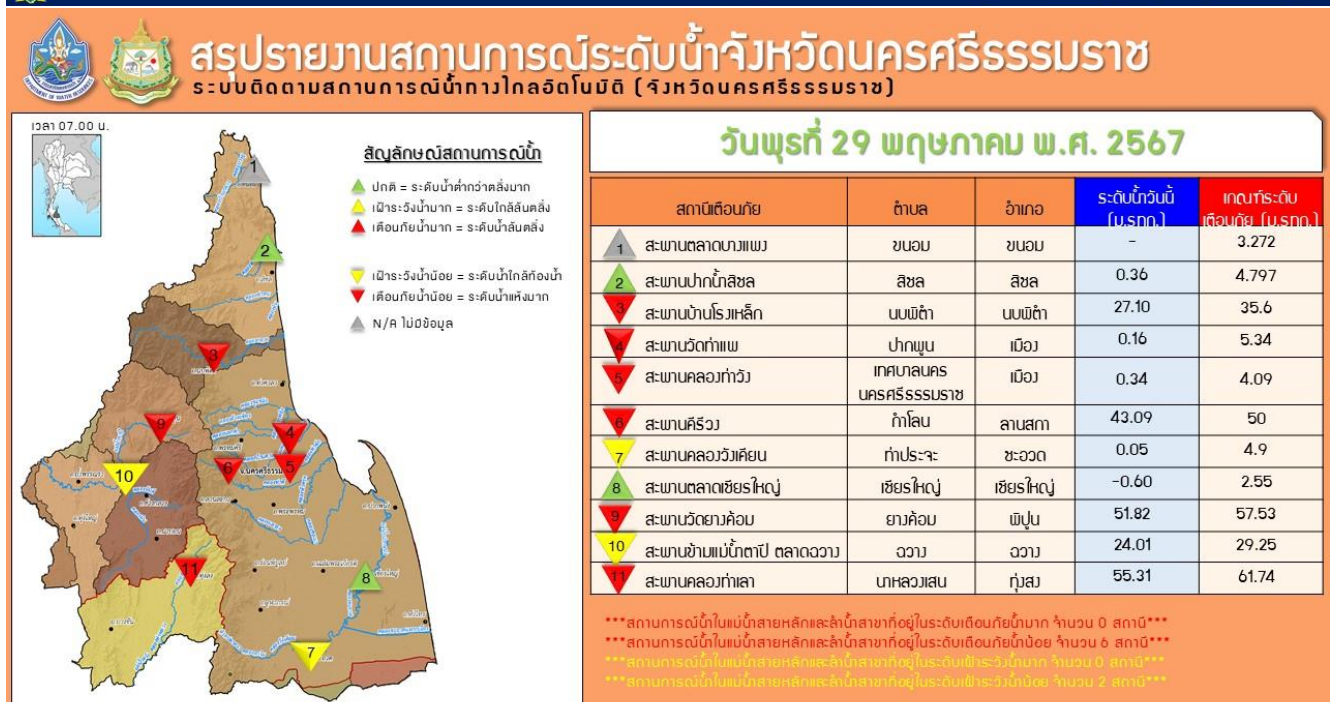 สรุปรายงานสถานการณ์ระดับน้ำจังหวัดนครศรีธรรมราช
ระบบติดตามสถานการณ์น้ำทางไกลอัตโนมัติ (จังหวัดนครศรีธรรมราช)
เวลา 07.00 น.
สัญลักษณ์สถานการณ์น้ำ
ปกติ = ระดับน้ำต่ำกว่าตลิ่งมาก
เฝ้าระวังน้ำมาก = ระดับใกล้ล้นตลิ่ง
เตือนภัยน้ำมาก = ระดับน้ำล้นตลิ่ง
เฝ้าระวังน้ำน้อย = ระดับน้ำใกล้ท้องน้ำ
เตือนภัยน้ำน้อย = ระดับน้ำแห้งมาก
N/A ไม่มีข้อมูล
1
2
3
9
4
10
6
จ.นครศรีธรรม
5
11
8
7
วันพุธที่ 29 พฤษภาคม พ.ศ. 2567
สถานีเตือนภัย ตำบล อำเภอ ระดับน้ำวันนี้ (ม.รทก.) เกณฑ์ระดับเตือนภัย (ม.รทก.)
1 สะพานตลาดบางแพง ขนอม ขนอม - 3.272
2 สะพานปากน้ำสิชล สิชล สิชล 0.36 4.797
3 สะพานบ้านโรงเหล็ก นบพิตำ นบพิตำ 27.10 35.6
4 สะพานวัดท่าแพ ปากพูน เมือง 0.16 5.34
5 สะพานคลองท่าวัง เทศบาลนครนครศรีธรรมราช เมือง 0.34 4.09
6 สะพานคีรีวง กำโลน ลานสกา 43.09 50
7 สะพานคลองวังเคียน ท่าประจะ ชะอวด 0.05 4.9
8 สะพานตลาดเชียรใหญ่ เชียรใหญ่ เชียรใหญ่ -0.60 2.55
9 สะพานวัดยางค้อม ยางค้อม พิปูน 51.82 57.53
10 สะพานข้ามแม่น้ำตาปี ตลาดฉวาง ฉวาง ฉวาง 24.01 29.25
11 สะพานคลองท่าเลา นาหลวงเสน ทุ่งสง 55.31 61.74
***สถานการณ์น้ำในแม่น้ำสายหลักและลำน้ำสาขาที่อยู่ในระดับเตือนภัยน้ำมาก จำนวน 0 สถานี***
***สถานการณ์น้ำในแม่น้ำสายหลักและลำน้ำสาขาที่อยู่ในระดับเตือนภัยน้ำน้อย จำนวน 6 สถานี***
***สถานการณ์น้ำในแม่น้ำสายหลักและลำน้ำสาขาที่อยู่ในระดับเฝ้าระวังน้ำมาก จำนวน 0 สถานี***
***สถานการณ์น้ำในแม่น้ำสายหลักและลำน้ำสาขาที่อยู่ในระดับเฝ้าระวังน้ำน้อย จำนวน 2 สถานี***